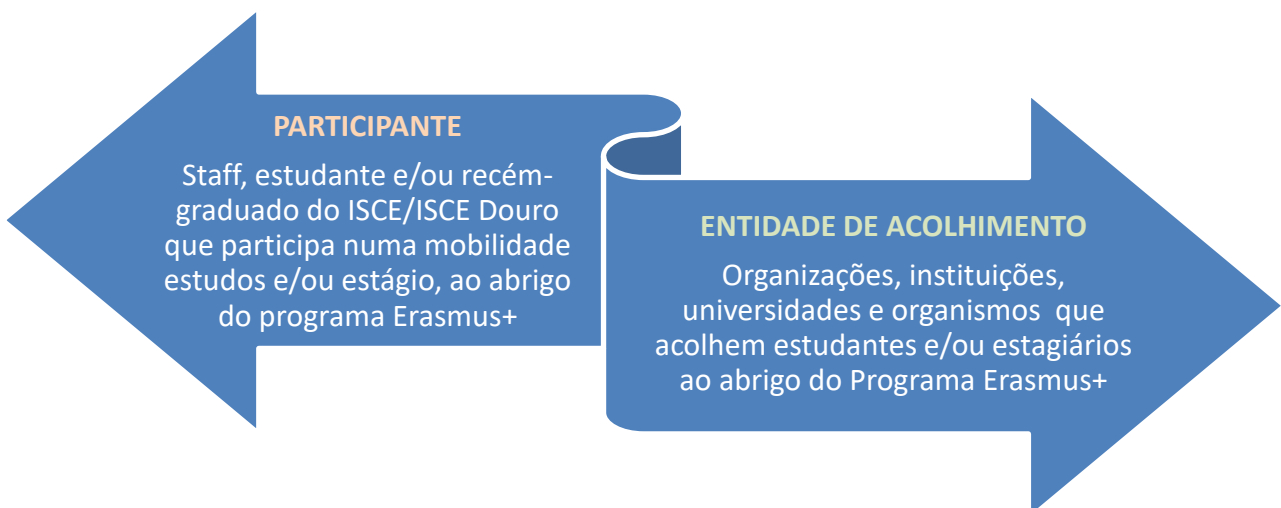 PARTICIPANTE
Staff, estudante e/ou recém-
graduado do ISCE/ISCE Douro
que participa numa mobilidade
estudos e/ou estágio, ao abrigo
do programa Erasmus+
ENTIDADE DE ACOLHIMENTO
Organizações, instituições,
universidades e organismos que
acolhem estudantes e/ou estagiários
ao abrigo do Programa Erasmus+